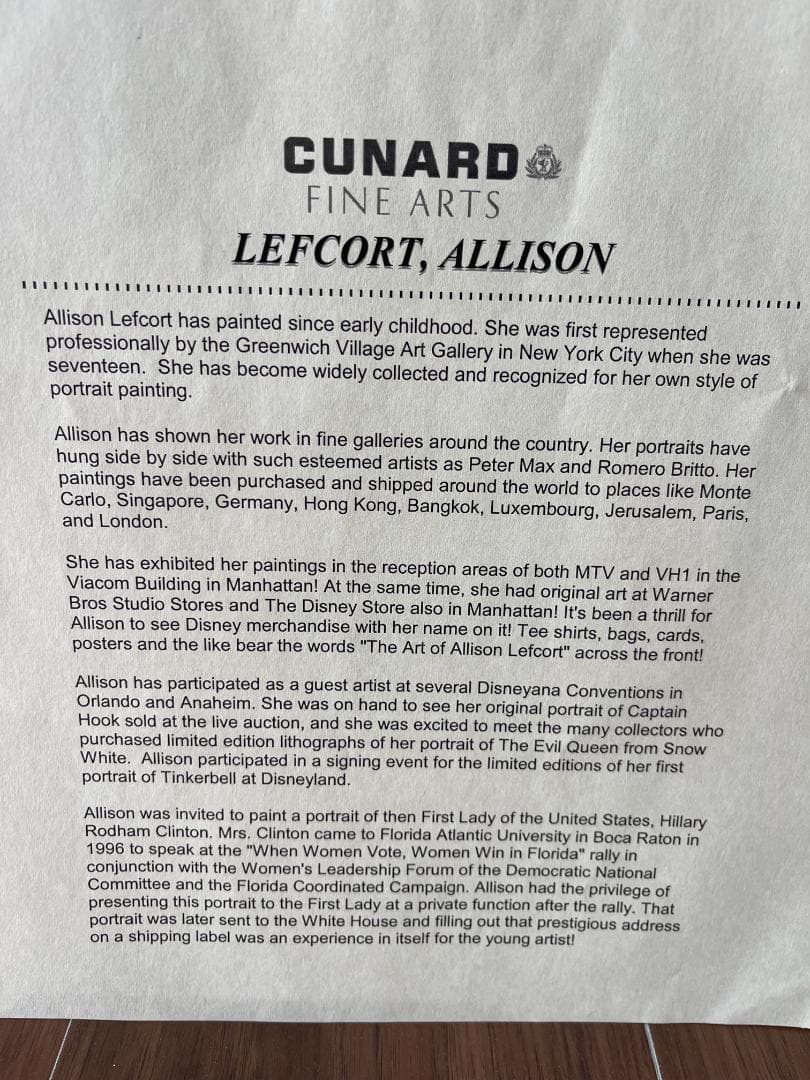 CUNARD
FINE ARTS
LEFCORT, ALLISON
Allison Lefcort has painted since early childhood. She was first represented
professionally by the Greenwich Village Art Gallery in New York City when she was
seventeen. She has become widely collected and recognized for her own style of
portrait painting.
Allison has shown her work in fine galleries around the country. Her portraits have
hung side by side with such esteemed artists as Peter Max and Romero Britto. Her
paintings have been purchased and shipped around the world to places like Monte
Carlo, Singapore, Germany, Hong Kong, Bangkok, Luxembourg, Jerusalem, Paris,
and London.
She has exhibited her paintings in the reception areas of both MTV and VH1 in the
Viacom Building in Manhattan! At the same time, she had original art at Warner
Bros Studio Stores and The Disney Store also in Manhattan! It's been a thrill for
Allison to see Disney merchandise with her name on it! Tee shirts, bags, cards,
posters and the like bear the words "The Art of Allison Lefcort" across the front!
Allison has participated as a guest artist at several Disneyana Conventions in
Orlando and Anaheim. She was on hand to see her original portrait of Captain
Hook sold at the live auction, and she was excited to meet the many collectors who
purchased limited edition lithographs of her portrait of The Evil Queen from Snow
White. Allison participated in a signing event for the limited editions of her first
portrait of Tinkerbell at Disneyland.
Allison was invited to paint a portrait of then First Lady of the United States, Hillary
Rodham Clinton. Mrs. Clinton came to Florida Atlantic University in Boca Raton in
1996 to speak at the "When Women Vote, Women Win in Florida" rally in
conjunction with the Women's Leadership Forum of the Democratic National
Committee and the Florida Coordinated Campaign. Allison had the privilege of
presenting this portrait to the First Lady at a private function after the rally. That
portrait was later sent to the White House and filling out that prestigious address
on a shipping label was an experience in itself for the young artist!